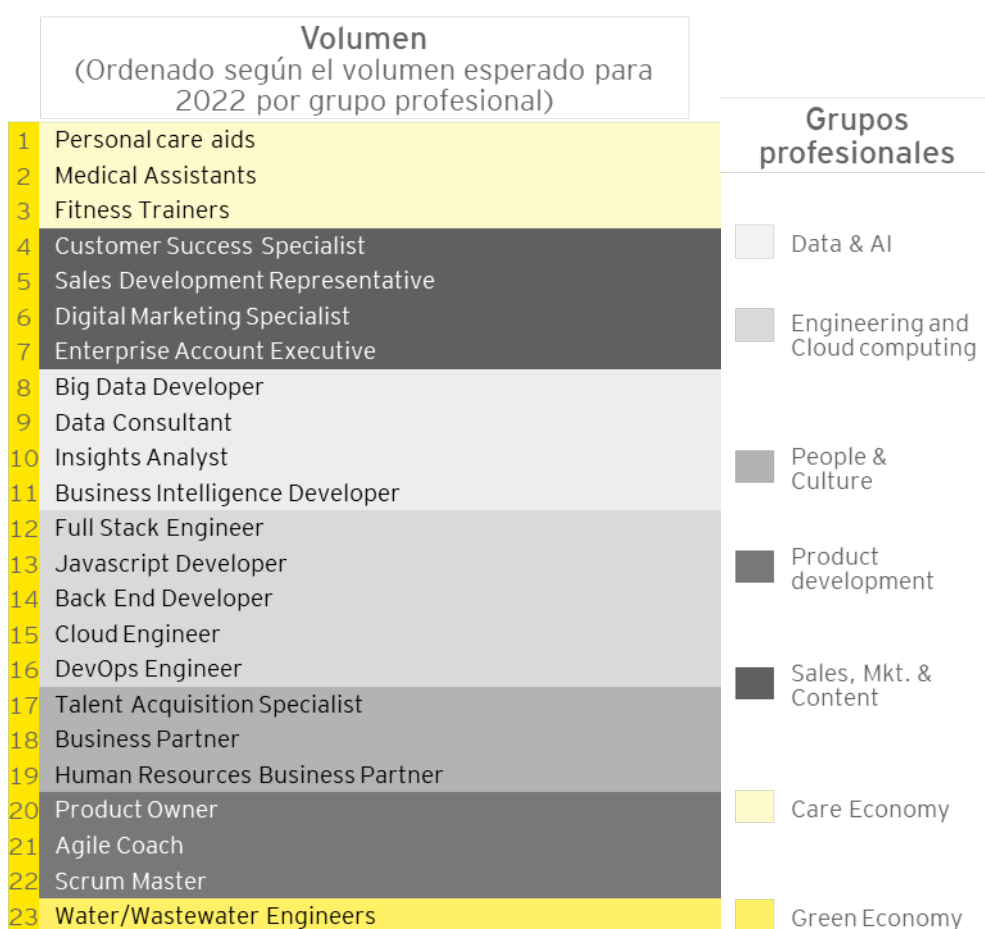 Volumen
(Ordenado según el volumen esperado para
2022 por grupo profesional)
1 Personal care aids
2 Medical Assistants
3 Fitness Trainers
4 Customer Success Specialist
5 Sales Development Representative
6 Digital Marketing Specialist
7 Enterprise Account Executive
8 Big Data Developer
9 Data Consultant
10 Insights Analyst
11 Business Intelligence Developer
12 Full Stack Engineer
13 Javascript Developer
14 Back End Developer
15 Cloud Engineer
16 DevOps Engineer
17 Talent Acquisition Specialist
18 Business Partner
19 Human Resources Business Partner
20 Product Owner
21 Agile Coach
22 Scrum Master
23 Water/Wastewater Engineers
Grupos
profesionales
Data & AI
Engineering and
Cloud computing
People &
Culture
Product
development
Sales, Mkt. &
Content
Care Economy
Green Economy